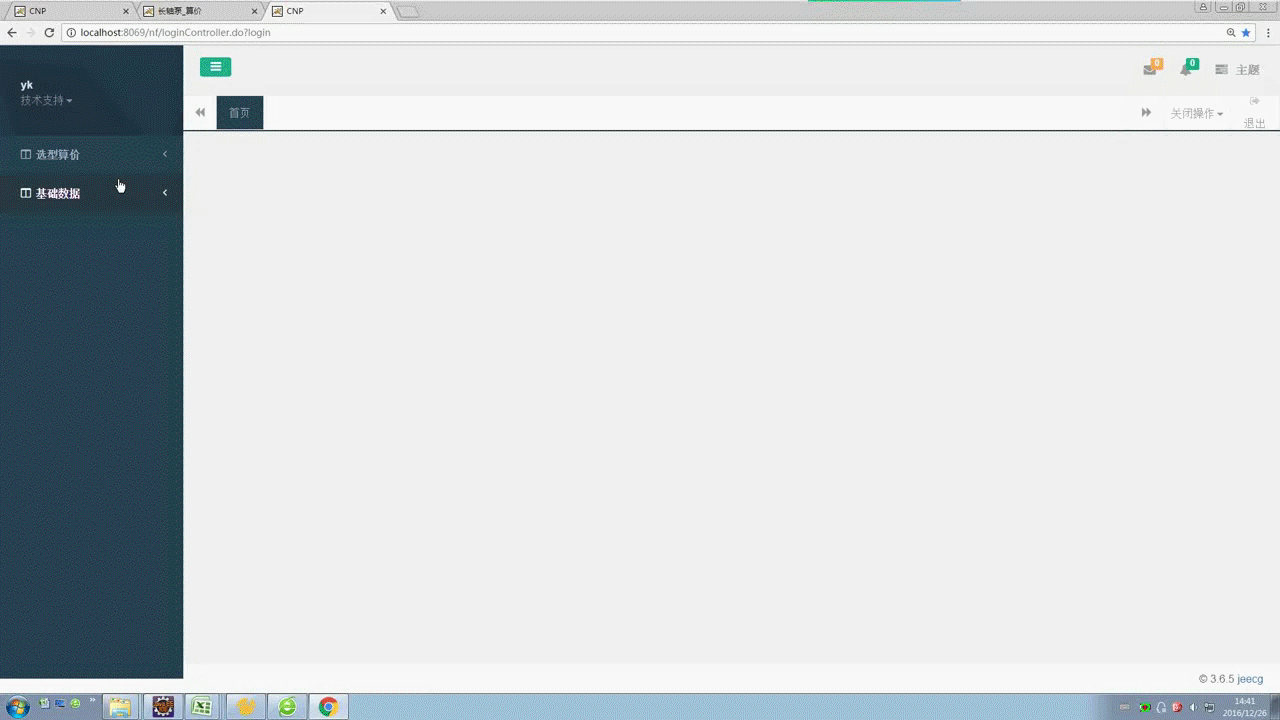 CNP
长轴泵_算价
CNP
localhost:8069/nf/loginController.do?login
yk
技术支持
0
0
主题
首页
关闭操作
退出
选型算价
基础数据
© 3.6.5 jeecg
14:41
2016/12/26